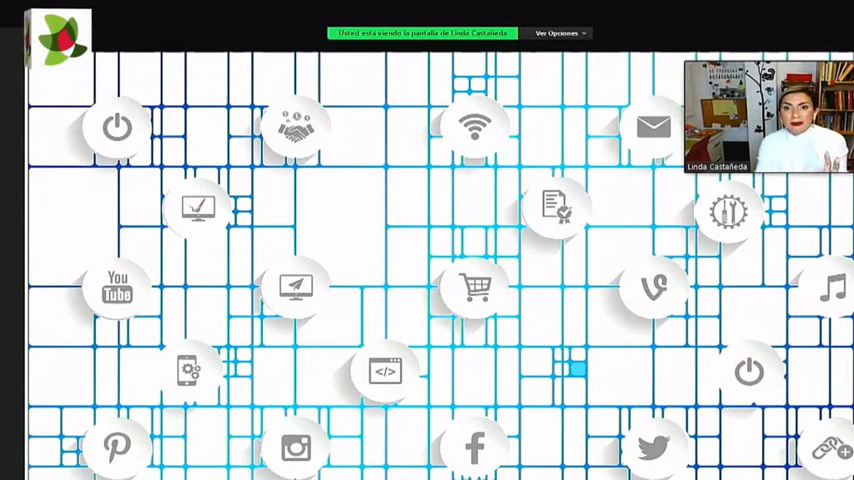 Usted está viendo la pantalla de Linda Castañeda
Ver Opciones
Linda Castañeda
You
Tube
</>